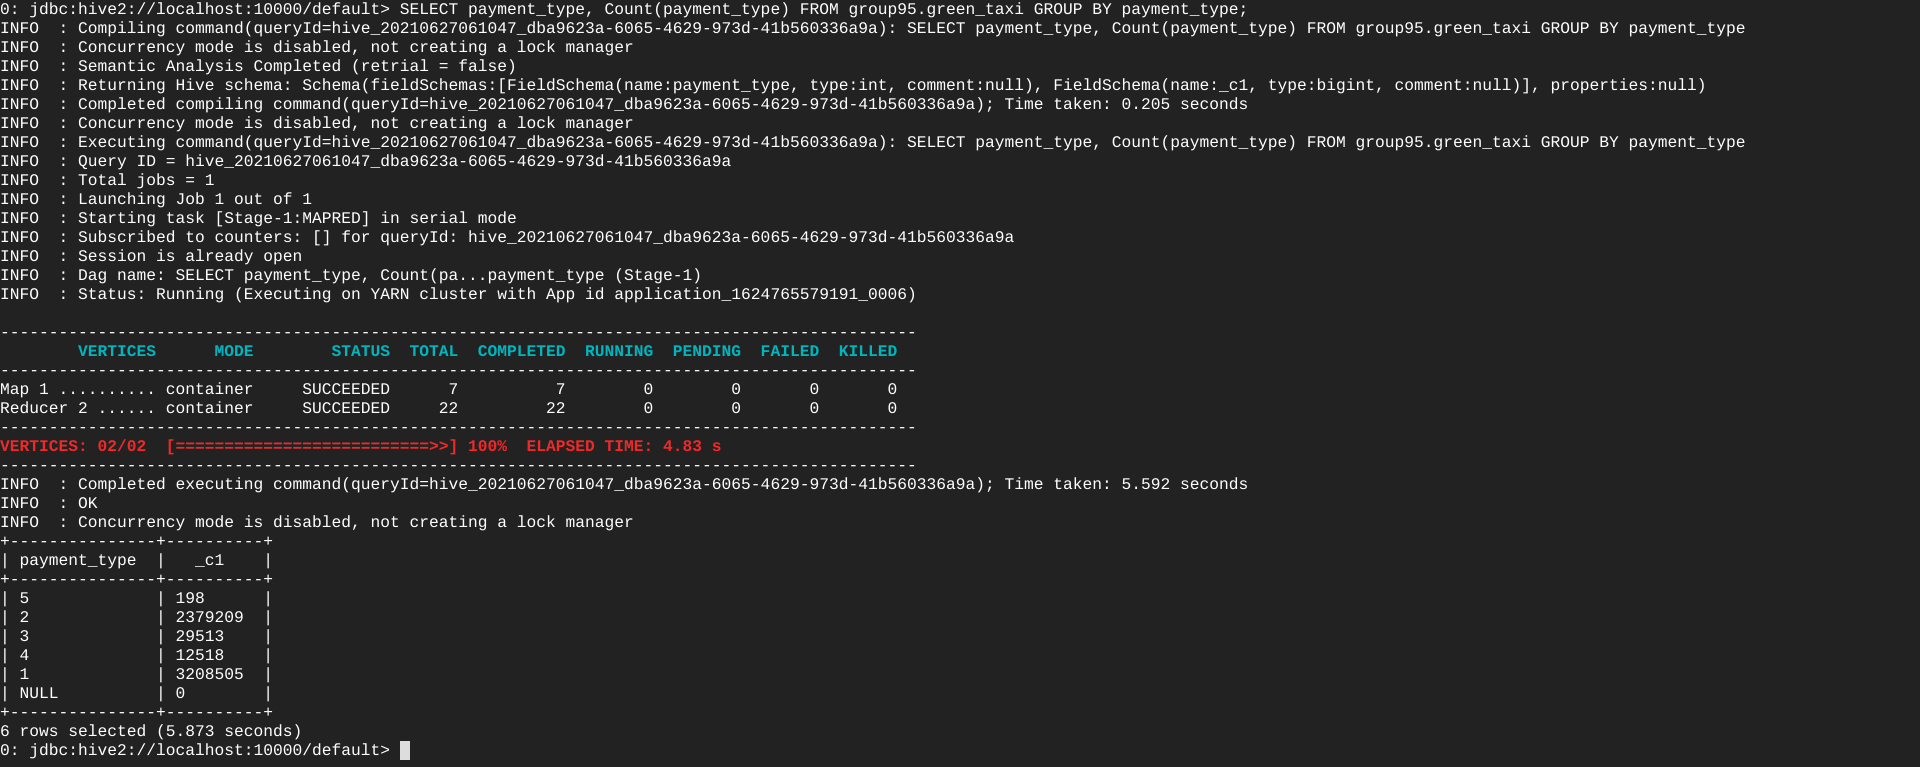 0: jdbc:hive2://localhost:10000/default> SELECT payment_type, Count(payment_type) FROM group95.green_taxi GROUP BY payment_type;
INFO  : Compiling command(queryId=hive_20210627061047_dba9623a-6065-4629-973d-41b560336a9a): SELECT payment_type, Count(payment_type) FROM group95.green_taxi GROUP BY payment_type
INFO  : Concurrency mode is disabled, not creating a lock manager
INFO  : Semantic Analysis Completed (retrial = false)
INFO  : Returning Hive schema: Schema(fieldSchemas:[FieldSchema(name:payment_type, type:int, comment:null), FieldSchema(name:_c1, type:bigint, comment:null)], properties:null)
INFO  : Completed compiling command(queryId=hive_20210627061047_dba9623a-6065-4629-973d-41b560336a9a); Time taken: 0.205 seconds
INFO  : Concurrency mode is disabled, not creating a lock manager
INFO  : Executing command(queryId=hive_20210627061047_dba9623a-6065-4629-973d-41b560336a9a): SELECT payment_type, Count(payment_type) FROM group95.green_taxi GROUP BY payment_type
INFO  : Query ID = hive_20210627061047_dba9623a-6065-4629-973d-41b560336a9a
INFO  : Total jobs = 1
INFO  : Launching Job 1 out of 1
INFO  : Starting task [Stage-1:MAPRED] in serial mode
INFO  : Subscribed to counters: [] for queryId: hive_20210627061047_dba9623a-6065-4629-973d-41b560336a9a
INFO  : Session is already open
INFO  : Dag name: SELECT payment_type, Count(pa...payment_type (Stage-1)
INFO  : Status: Running (Executing on YARN cluster with App id application_1624765579191_0006)
----------------------------------------------------------------------------------------------
        VERTICES      MODE        STATUS  TOTAL  COMPLETED  RUNNING  PENDING  FAILED  KILLED
----------------------------------------------------------------------------------------------
Map 1 .......... container     SUCCEEDED      7          7        0        0       0       0
Reducer 2 ...... container     SUCCEEDED     22         22        0        0       0       0
----------------------------------------------------------------------------------------------
VERTICES: 02/02  [==========================>>] 100%  ELAPSED TIME: 4.83 s
----------------------------------------------------------------------------------------------
INFO  : Completed executing command(queryId=hive_20210627061047_dba9623a-6065-4629-973d-41b560336a9a); Time taken: 5.592 seconds
INFO  : OK
INFO  : Concurrency mode is disabled, not creating a lock manager
+---------------+----------+
| payment_type  |   _c1    |
+---------------+----------+
| 5             | 198      |
| 2             | 2379209  |
| 3             | 29513    |
| 4             | 12518    |
| 1             | 3208505  |
| NULL          | 0        |
+---------------+----------+
6 rows selected (5.873 seconds)
0: jdbc:hive2://localhost:10000/default>